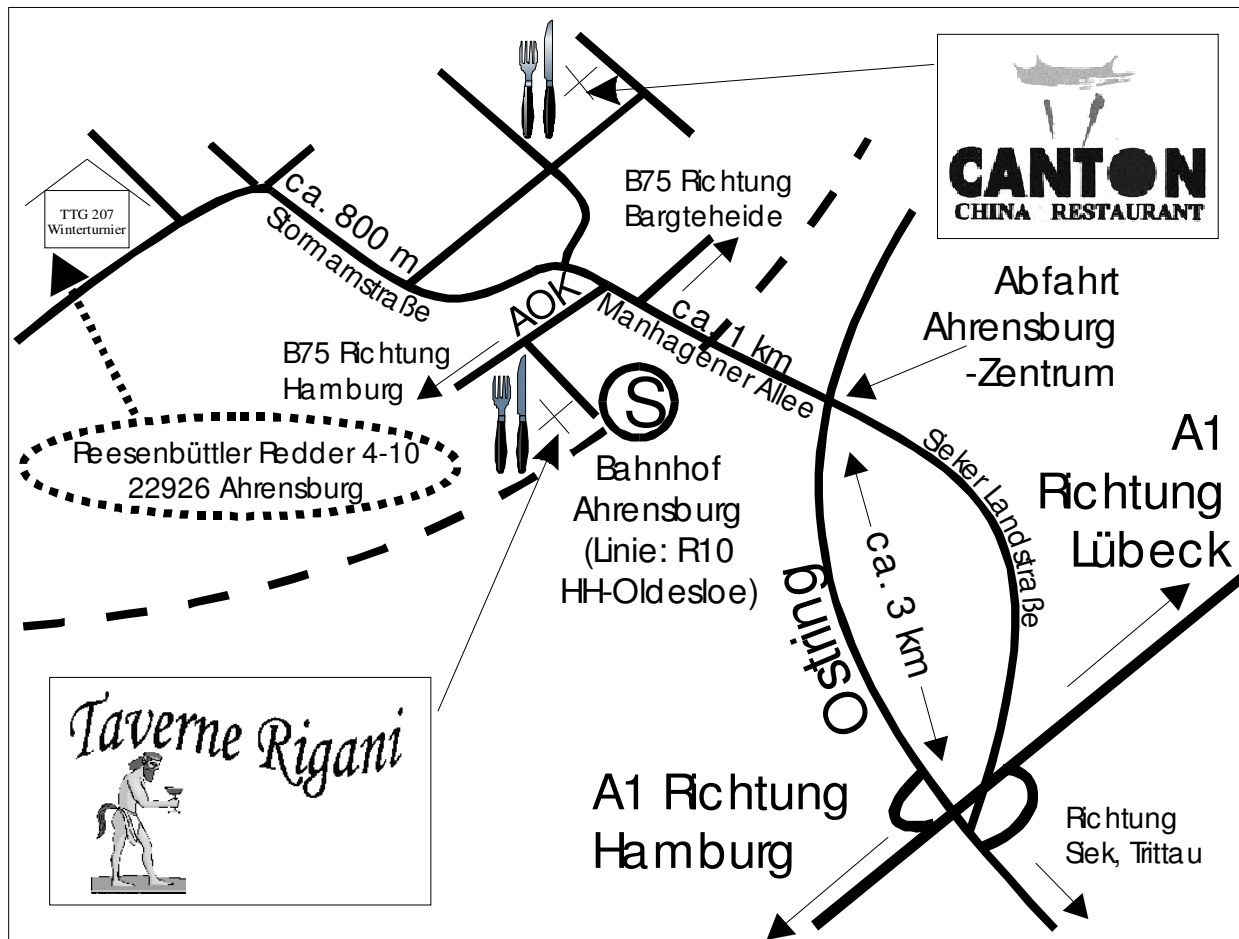 CANTON
CHINA RESTAURANT
B75 Richtung
Bargteheide
TTG 207
Winterturnier
ca. 800 m
Stormarnstraße
AOK
Manhagener Allee
ca. 1 km
Abfahrt
Ahrensburg
-Zentrum
B75 Richtung
Hamburg
S
Reesenbüttler Redder 4-10
22926 Ahrensburg
Bahnhof
Ahrensburg
(Linie: R10
HH-Oldesloe)
Sieker Landstraße
A1
Richtung
Lübeck
Ostring
ca. 3 km
Taverne Rigani
A1 Richtung
Hamburg
Richtung
Siek, Trittau